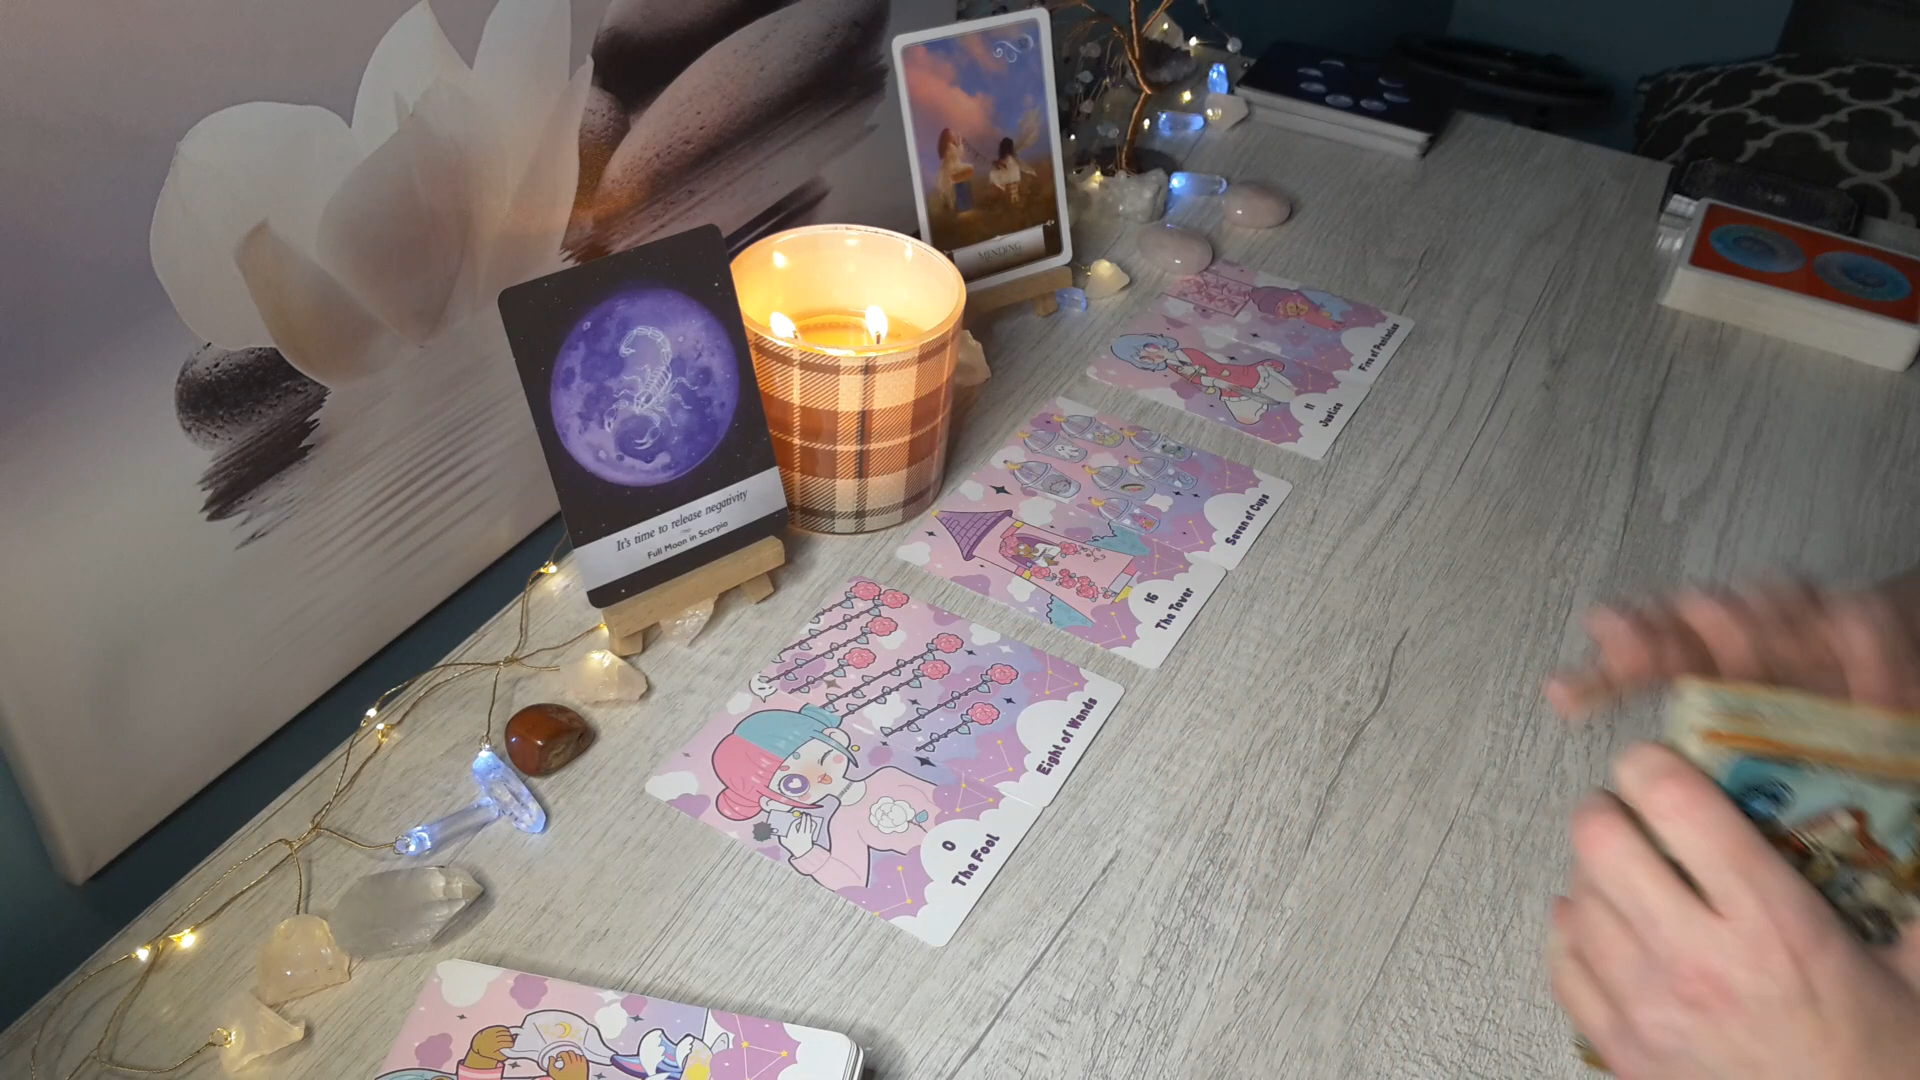 It's time to release negativity
Full Moon in Scorpio
MENDING
Five of Pentacles
11
Justice
Seven of Cups
16
The Tower
Eight of Wands
0
The Fool